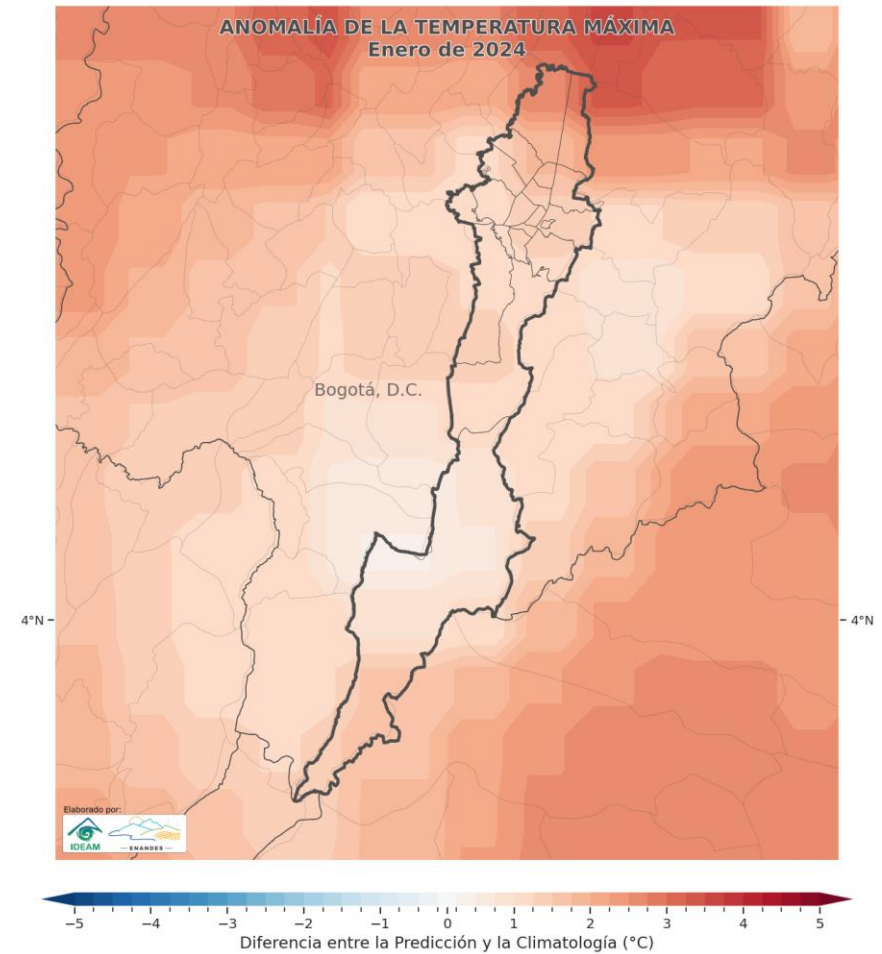 ANOMALÍA DE LA TEMPERATURA MÁXIMA
Enero de 2024
Bogotá, D.C.
4°N
4°N
Elaborado por:
IDEAM
ENANDES
−5 −4 −3 −2 −1 0 1 2 3 4 5
Diferencia entre la Predicción y la Climatología (°C)